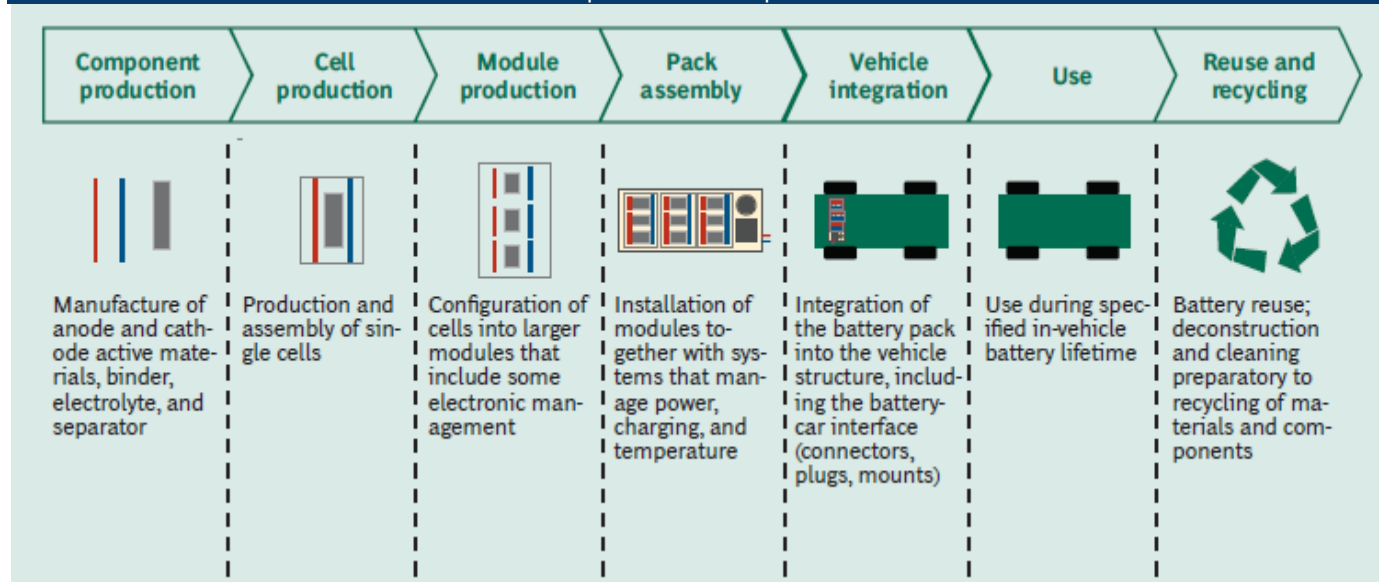 Component
production
Cell
production
Module
production
Pack
assembly
Vehicle
integration
Use
Reuse and
recycling
Manufacture of
anode and cath-
ode active mate-
rials, binder,
electrolyte, and
separator
Production and
assembly of sin-
gle cells
Configuration of
cells into larger
modules that
include some
electronic man-
agement
Installation of
modules to-
gether with sys-
tems that man-
age power,
charging, and
temperature
Integration of
the battery pack
into the vehicle
structure, includ-
ing the battery-
car interface
(connectors,
plugs, mounts)
Use during spec-
ified in-vehicle
battery lifetime
Battery reuse;
deconstruction
and cleaning
preparatory to
recycling of ma-
terials and com-
ponents